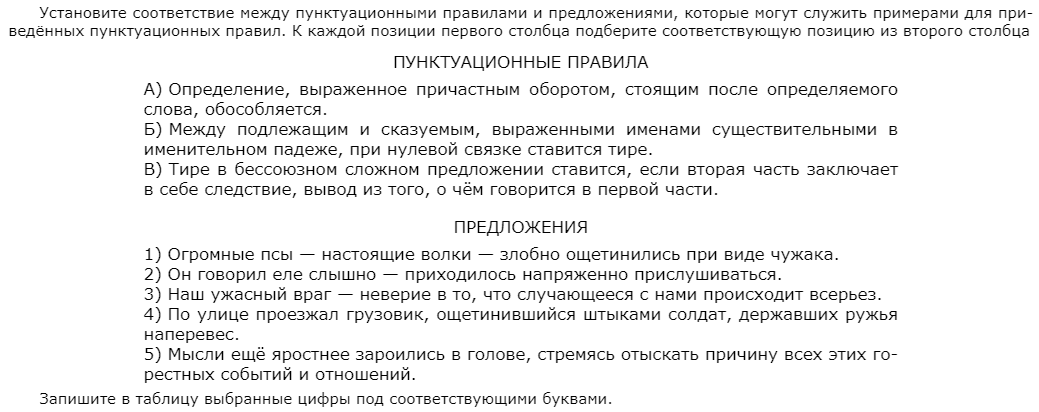 Установите соответствие между пунктуационными правилами и предложениями, которые могут служить примерами для при-
ведённых пунктуационных правил. К каждой позиции первого столбца подберите соответствующую позицию из второго столбца
ПУНКТУАЦИОННЫЕ ПРАВИЛА
А) Определение, выраженное причастным оборотом, стоящим после определяемого
слова, обособляется.
Б) Между подлежащим и сказуемым, выраженными именами существительными в
именительном падеже, при нулевой связке ставится тире.
В) Тире в бессоюзном сложном предложении ставится, если вторая часть заключает
в себе следствие, вывод из того, о чём говорится в первой части.
ПРЕДЛОЖЕНИЯ
1) Огромные псы — настоящие волки — злобно ощетинились при виде чужака.
2) Он говорил еле слышно — приходилось напряженно прислушиваться.
3) Наш ужасный враг — неверие в то, что случающееся с нами происходит всерьез.
4) По улице проезжал грузовик, ощетинившийся штыками солдат, державших ружья
наперевес.
5) Мысли ещё яростнее зароились в голове, стремясь отыскать причину всех этих го-
рестных событий и отношений.
Запишите в таблицу выбранные цифры под соответствующими буквами.